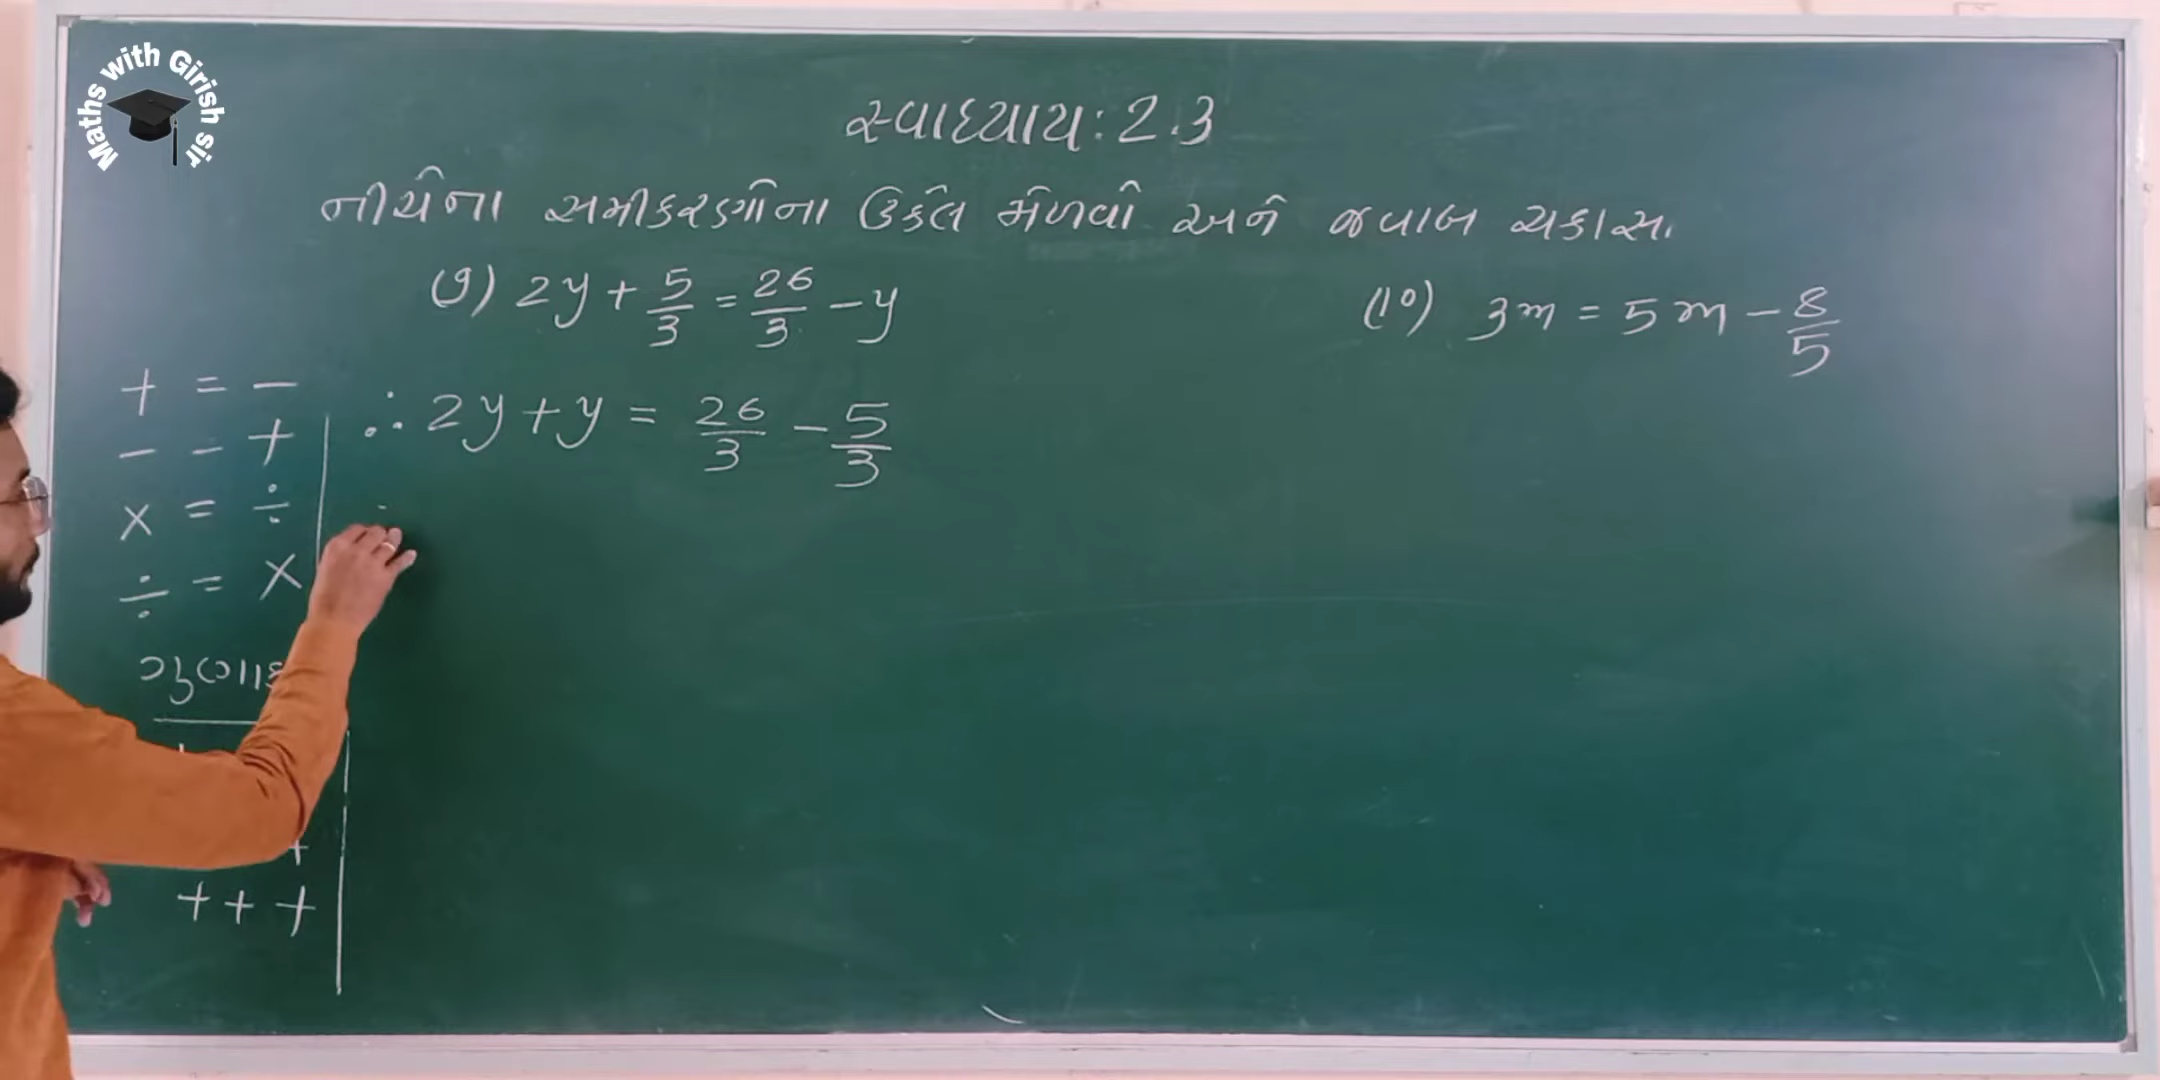 Maths with Girish sir
સ્વાધ્યાય: 2.3
નીચેના સમીકરણોના ઉકેલ મેળવો અને જવાબ ચકાસો.
(9) 2y + 5/3 = 26/3 - y
(10) 3m = 5m - 8/5
∴ 2y + y = 26/3 - 5/3
+ = -
- = +
× = ÷
÷ = ×
+ + +